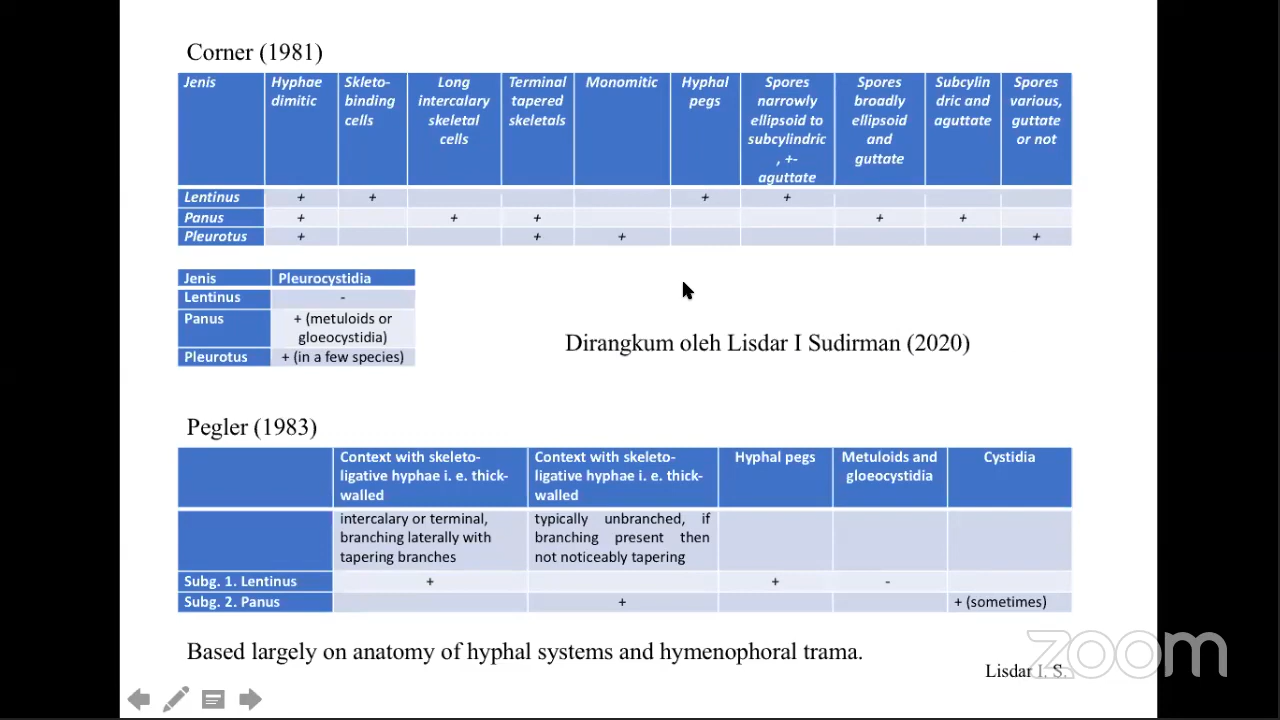 Corner (1981)
Jenis Hyphae dimitic Skleto-binding cells Long intercalary skeletal cells Terminal tapered skeletals Monomitic Hyphal pegs Spores narrowly ellipsoid to subcylindric, +- aguttate Spores broadly ellipsoid and guttate Subcylin dric and aguttate Spores various, guttate or not
Lentinus + + + +
Panus + + + + +
Pleurotus + + + +
Jenis Pleurocystidia
Lentinus -
Panus + (metuloids or
gloeocystidia)
Pleurotus + (in a few species)
Dirangkum oleh Lisdar I Sudirman (2020)
Pegler (1983)
Context with skeleto-ligative hyphae i. e. thick-walled Context with skeleto-ligative hyphae i. e. thick-walled Hyphal pegs Metuloids and gloeocystidia Cystidia
intercalary or terminal, branching laterally with tapering branches typically unbranched, if branching present then not noticeably tapering
Subg. 1. Lentinus + + -
Subg. 2. Panus + + (sometimes)
Based largely on anatomy of hyphal systems and hymenophoral trama.
Lisdar I. S.
zoom